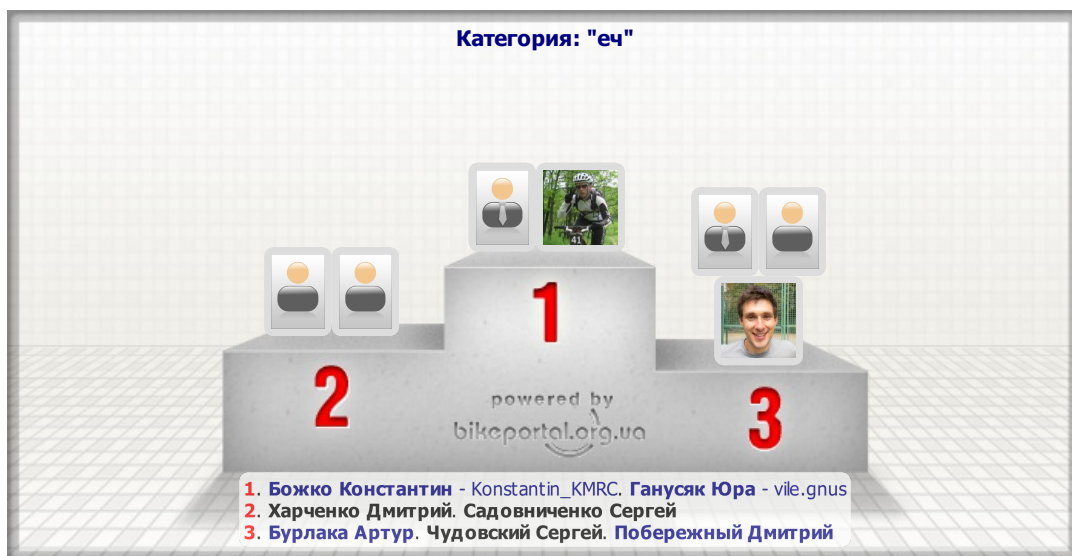 Категория: "еч"
41
1
2
3
powered by
bikeportal.org.ua
1. Божко Константин - Konstantin_KMRC. Ганусяк Юра - vile.gnus
2. Харченко Дмитрий. Садовниченко Сергей
3. Бурлака Артур. Чудовский Сергей. Побережный Дмитрий